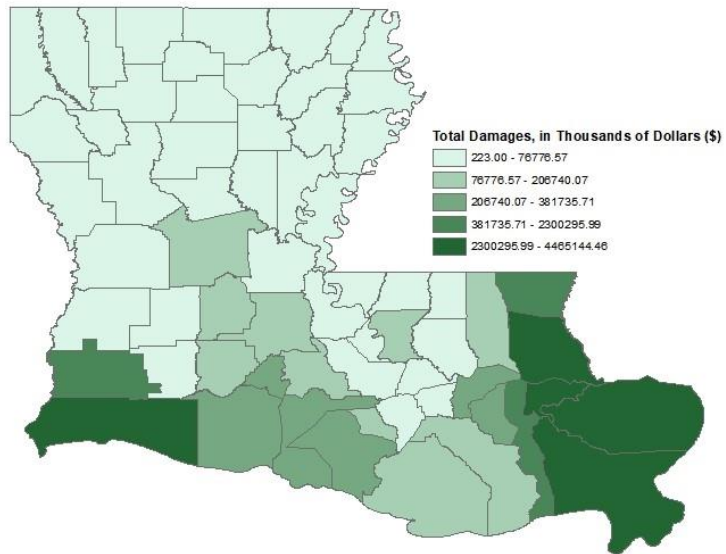 Total Damages, in Thousands of Dollars ($)
223.00 - 76776.57
76776.57 - 206740.07
206740.07 - 381735.71
381735.71 - 2300295.99
2300295.99 - 4465144.46